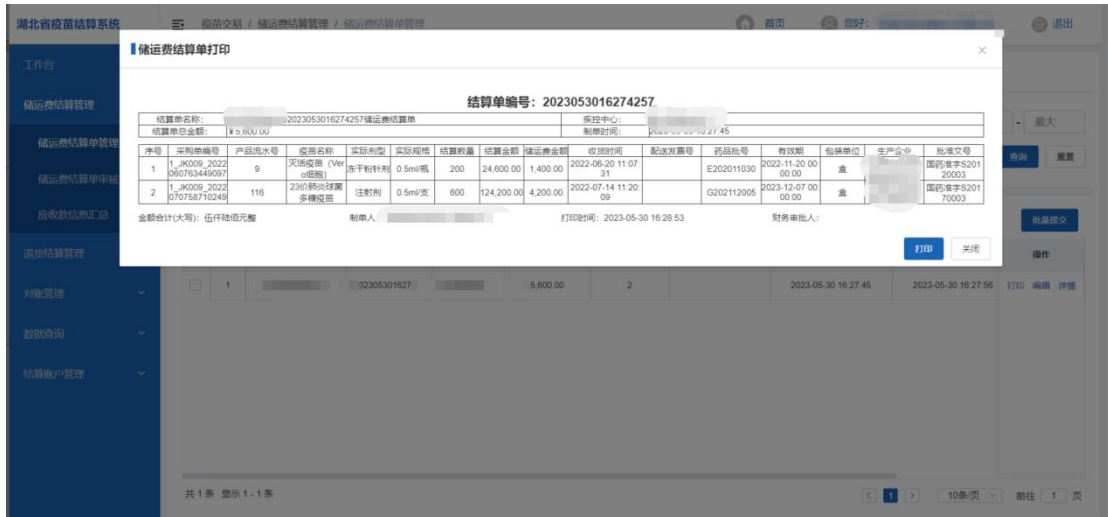 湖北省疫苗结算系统
疫苗交易 / 储运费结算管理 / 储运费结算单管理
首页
您好:
退出
储运费结算单打印
×
工作台
储运费结算管理
储运费结算单管理
储运费结算单审核
应收款信息汇总
退货结算管理
对账管理
数据查询
结算账户管理
结算单编号：2023053016274257
结算单名称: 2023053016274257储运费结算单 疾控中心:
结算单总金额: ¥5,600.00 制单时间:
序号 采购单编号 产品流水号 疫苗名称 实际剂型 实际规格 结算数量 结算金额 储运费金额 收货时间 配送发票号 药品批号 有效期 包装单位 生产企业 批准文号
1 1_JK009_2022060763449097 9 灭活疫苗（Vero细胞） 冻干粉针剂 0.5ml/瓶 200 24,600.00 1,400.00 2022-06-20 11:07:31 E202011030 2022-11-20 00:00:00 盒 国药准字S20120003
2 1_JK009_2022070758710249 116 23价肺炎球菌多糖疫苗 注射剂 0.5ml/支 600 124,200.00 4,200.00 2022-07-14 11:20:09 G202112005 2023-12-07 00:00:00 盒 国药准字S20170003
金额合计(大写): 伍仟陆佰元整 制单人 打印时间: 2023-05-30 16:28:53 财务审批人:
打印 关闭
- 最大
查询 重置
批量提交
操作
1 02305301627 5,600.00 2 2023-05-30 16:27:45 2023-05-30 16:27:56 打印 编辑 详情
共 1 条 显示 1 - 1 条
< 1 > 10条/页 前往 1 页